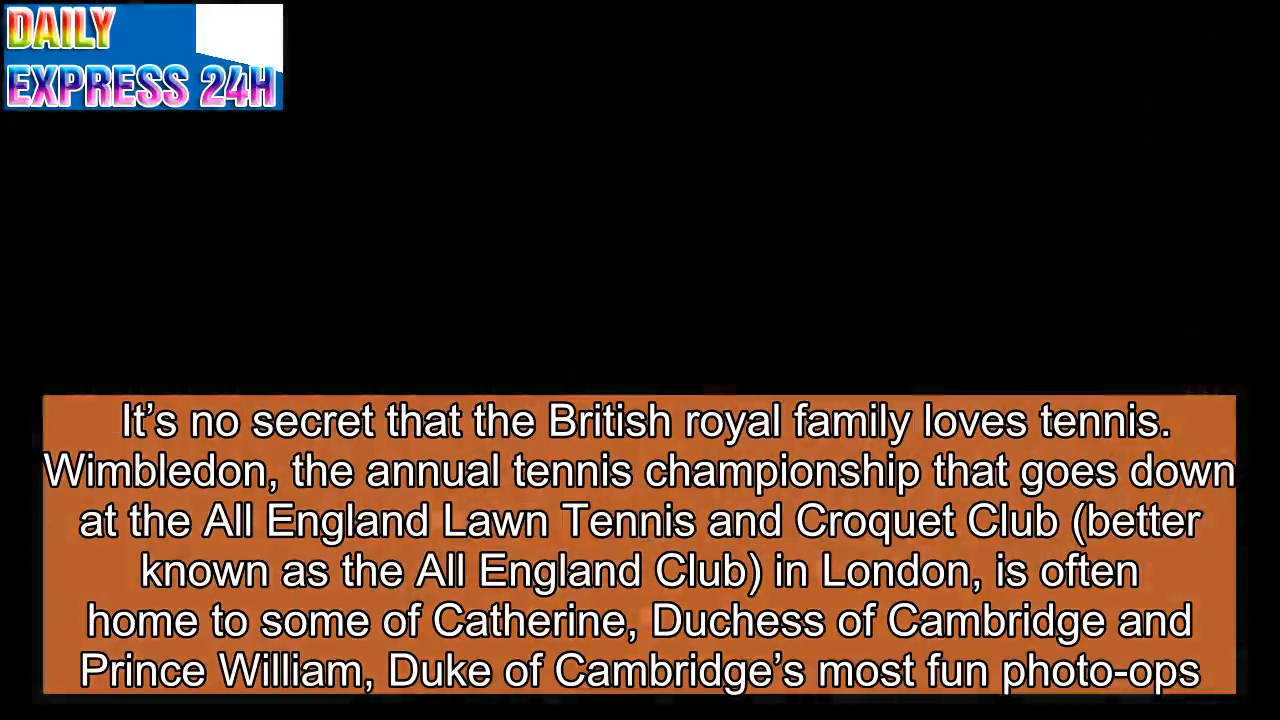 DAILY
EXPRESS 24H
It’s no secret that the British royal family loves tennis.
Wimbledon, the annual tennis championship that goes down
at the All England Lawn Tennis and Croquet Club (better
known as the All England Club) in London, is often
home to some of Catherine, Duchess of Cambridge and
Prince William, Duke of Cambridge’s most fun photo-ops